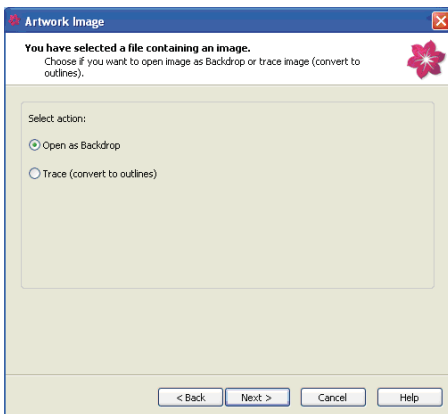 Artwork Image
You have selected a file containing an image.
Choose if you want to open image as Backdrop or trace image (convert to
outlines).
Select action:
Open as Backdrop
Trace (convert to outlines)
< Back Next > Cancel Help